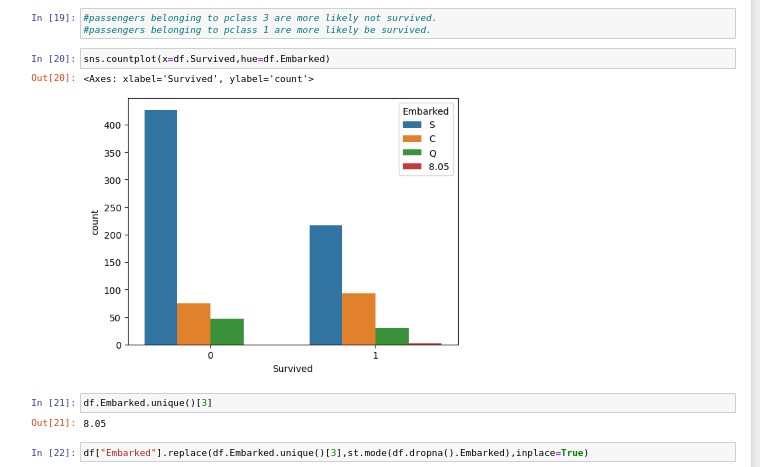 In [19]: #passengers belonging to pclass 3 are more likely not survived.
#passengers belonging to pclass 1 are more likely be survived.
In [20]: sns.countplot(x=df.Survived,hue=df.Embarked)
Out[20]: <Axes: xlabel='Survived', ylabel='count'>
Embarked
S
C
Q
8.05
400
350
300
250
200
150
100
50
0
count
0 1
Survived
In [21]: df.Embarked.unique()[3]
Out[21]: 8.05
In [22]: df["Embarked"].replace(df.Embarked.unique()[3],st.mode(df.dropna().Embarked),inplace=True)